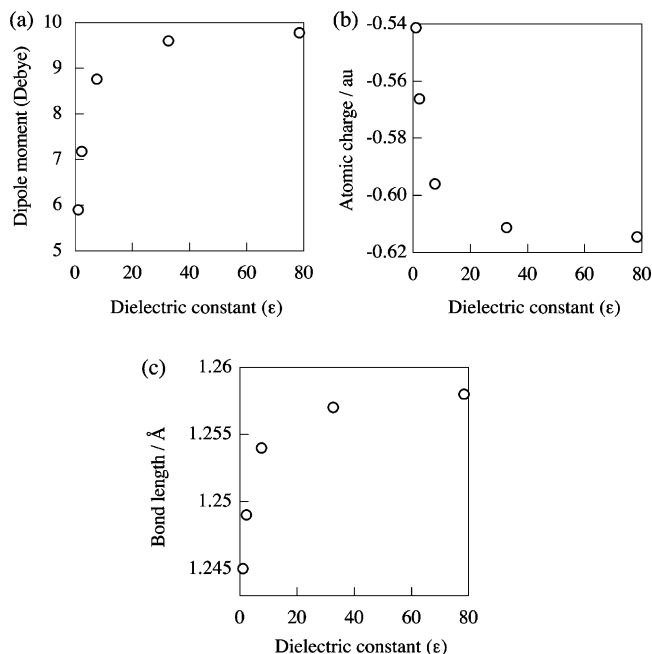 (a)
10
9
8
7
6
5
Dipole moment (Debye)
0 20 40 60 80
Dielectric constant (ε)
(b)
-0.54
-0.56
-0.58
-0.60
-0.62
Atomic charge / au
0 20 40 60 80
Dielectric constant (ε)
(c)
1.26
1.255
1.25
1.245
Bond length / Å
0 20 40 60 80
Dielectric constant (ε)